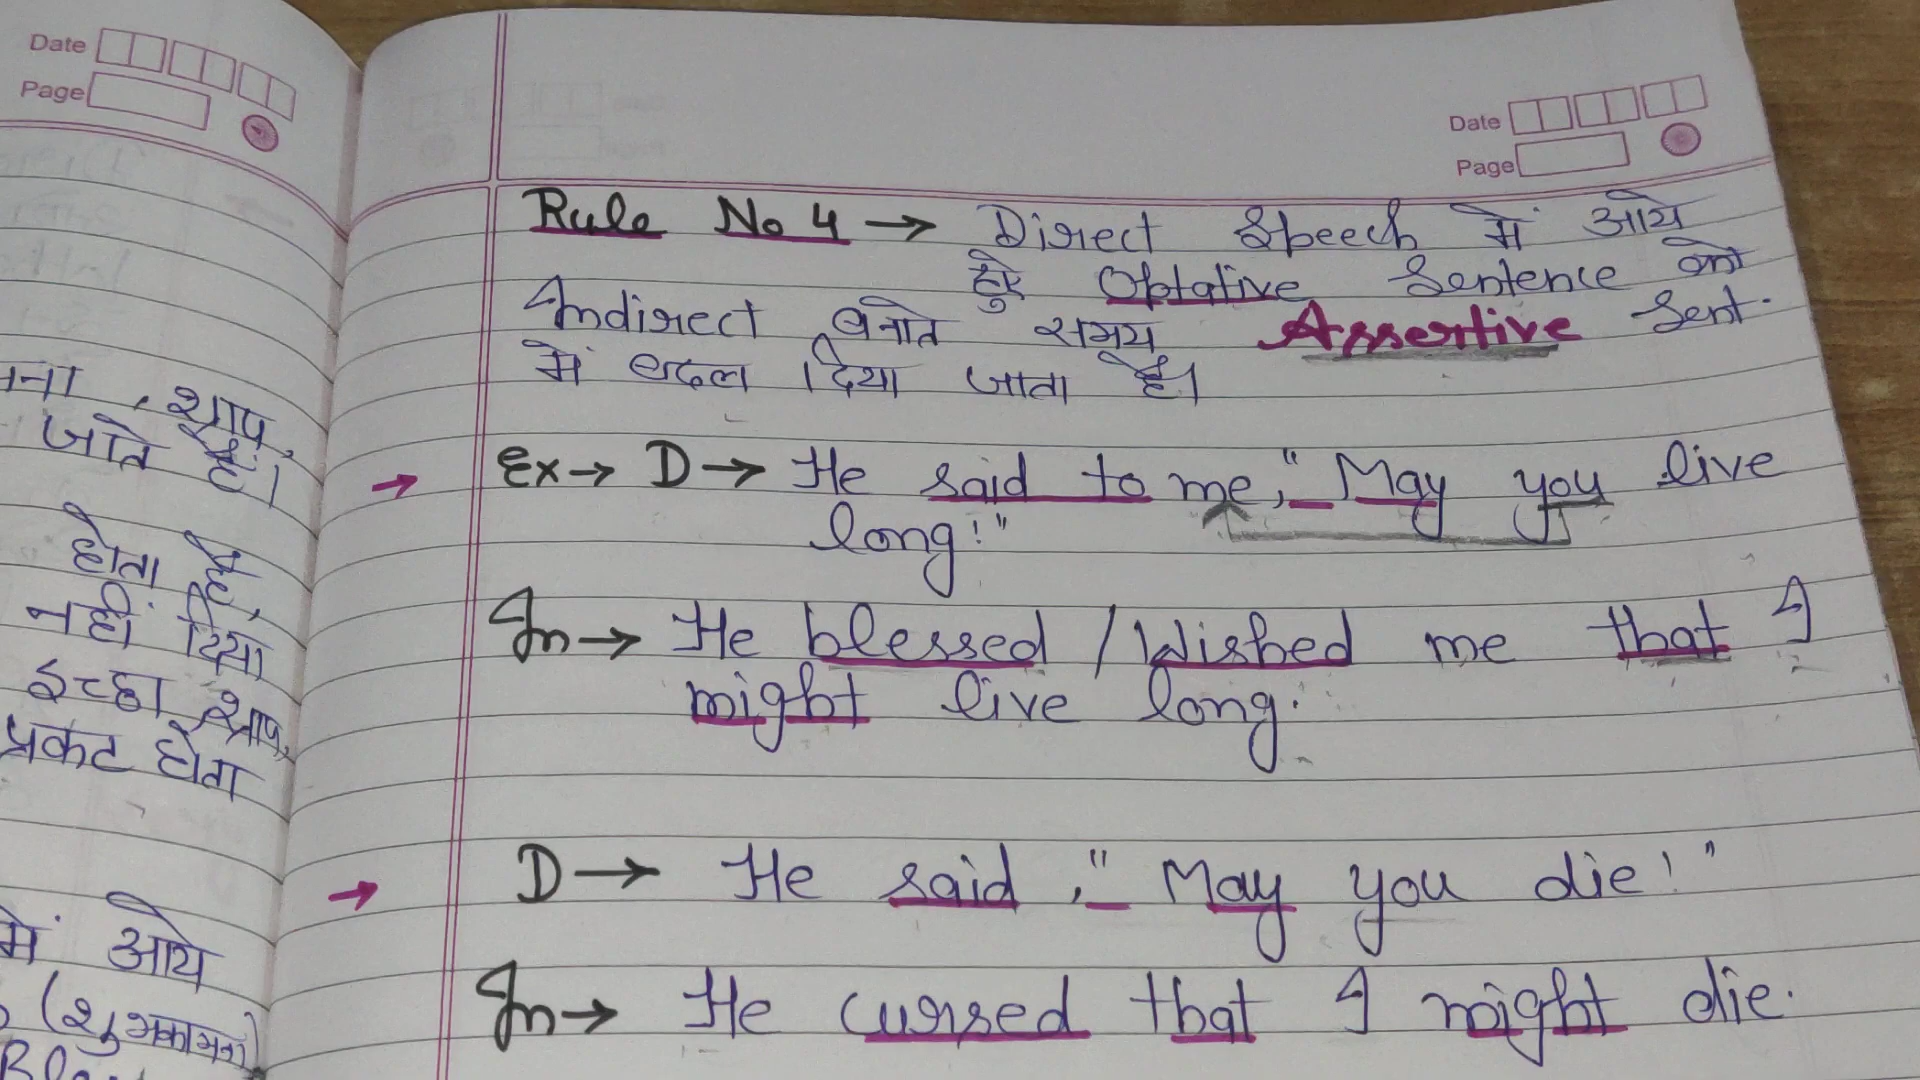 Date
Page
ना, शाप,
जाते हैं।
होता है,
नहीं दिया
इच्छा, श्राप,
प्रकट होता
में आये
(शुभकामना)
Date
Page
Rule No 4 → Direct Speech में आये
हुए Optative Sentence को
Indirect बनाते समय Assertive Sent.
में बदल दिया जाता है।
→ Ex → D → He said to me, " May you live
long!"
In → He blessed / Wished me that I
might live long.
→ D → He said, " May you die! "
In → He cursed that I might die.